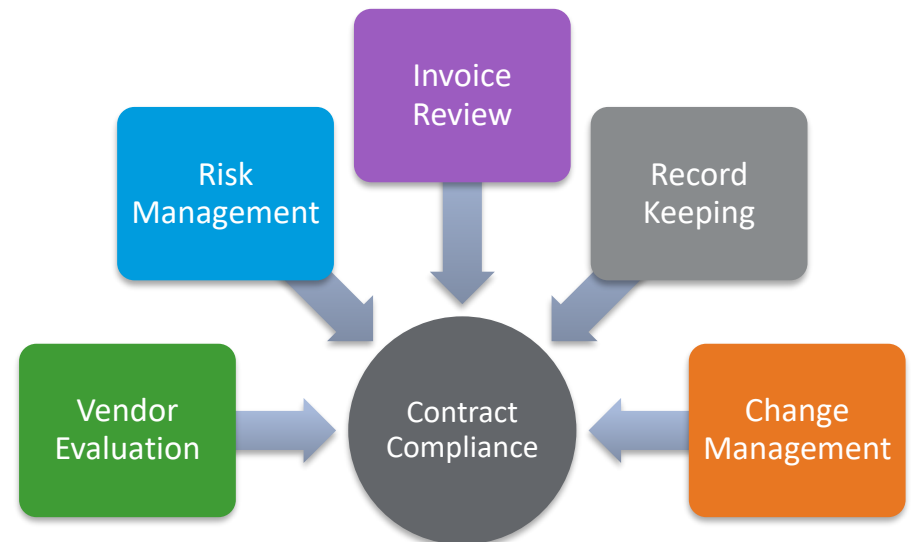 Invoice
Review
Risk
Management
Record
Keeping
Vendor
Evaluation
Contract
Compliance
Change
Management